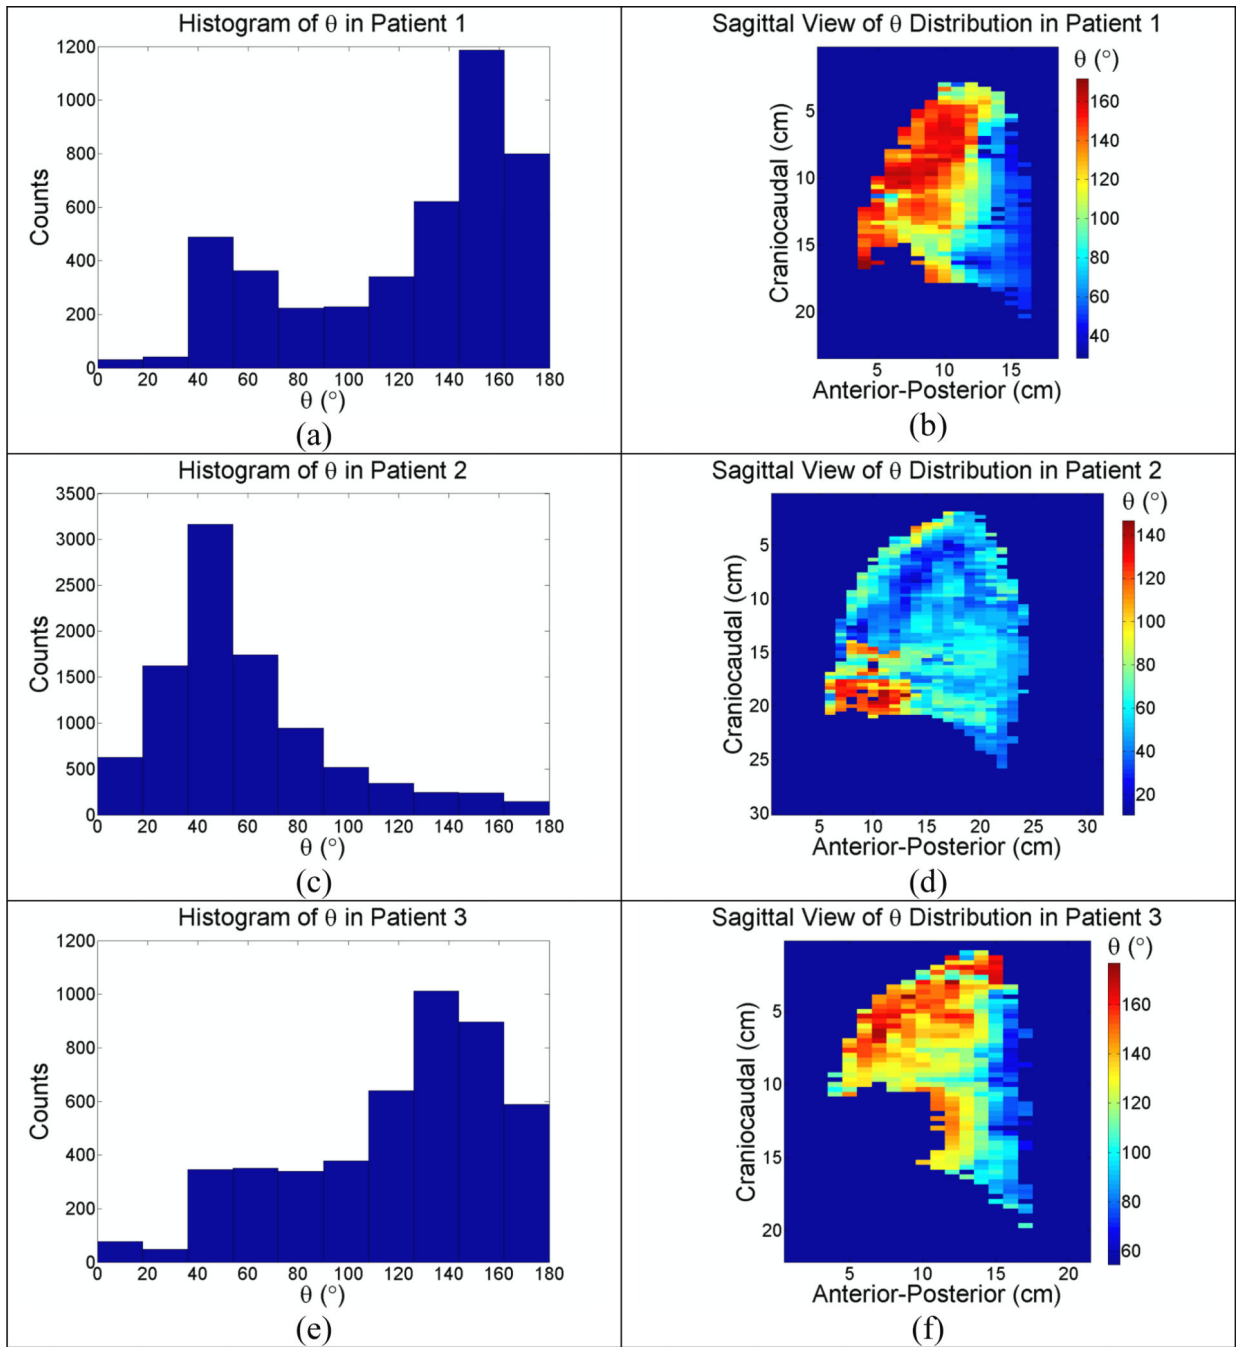 Histogram of θ in Patient 1
1200
1000
800
600
400
200
0
Counts
0 20 40 60 80 100 120 140 160 180
θ (°)
(a)
Sagittal View of θ Distribution in Patient 1
θ (°)
5
10
15
20
Craniocaudal (cm)
160
140
120
100
80
60
40
5 10 15
Anterior-Posterior (cm)
(b)
Histogram of θ in Patient 2
3500
3000
2500
3000
1500
1000
500
0
Counts
0 20 40 60 80 100 120 140 160 180
θ (°)
(c)
Sagittal View of θ Distribution in Patient 2
θ (°)
5
10
15
20
25
30
Craniocaudal (cm)
140
120
100
80
60
40
20
5 10 15 20 25 30
Anterior-Posterior (cm)
(d)
Histogram of θ in Patient 3
1200
1000
800
600
400
200
0
Counts
0 20 40 60 80 100 120 140 160 180
θ (°)
(e)
Sagittal View of θ Distribution in Patient 3
θ (°)
5
10
15
20
Craniocaudal (cm)
160
140
120
100
80
60
5 10 15 20
Anterior-Posterior (cm)
(f)